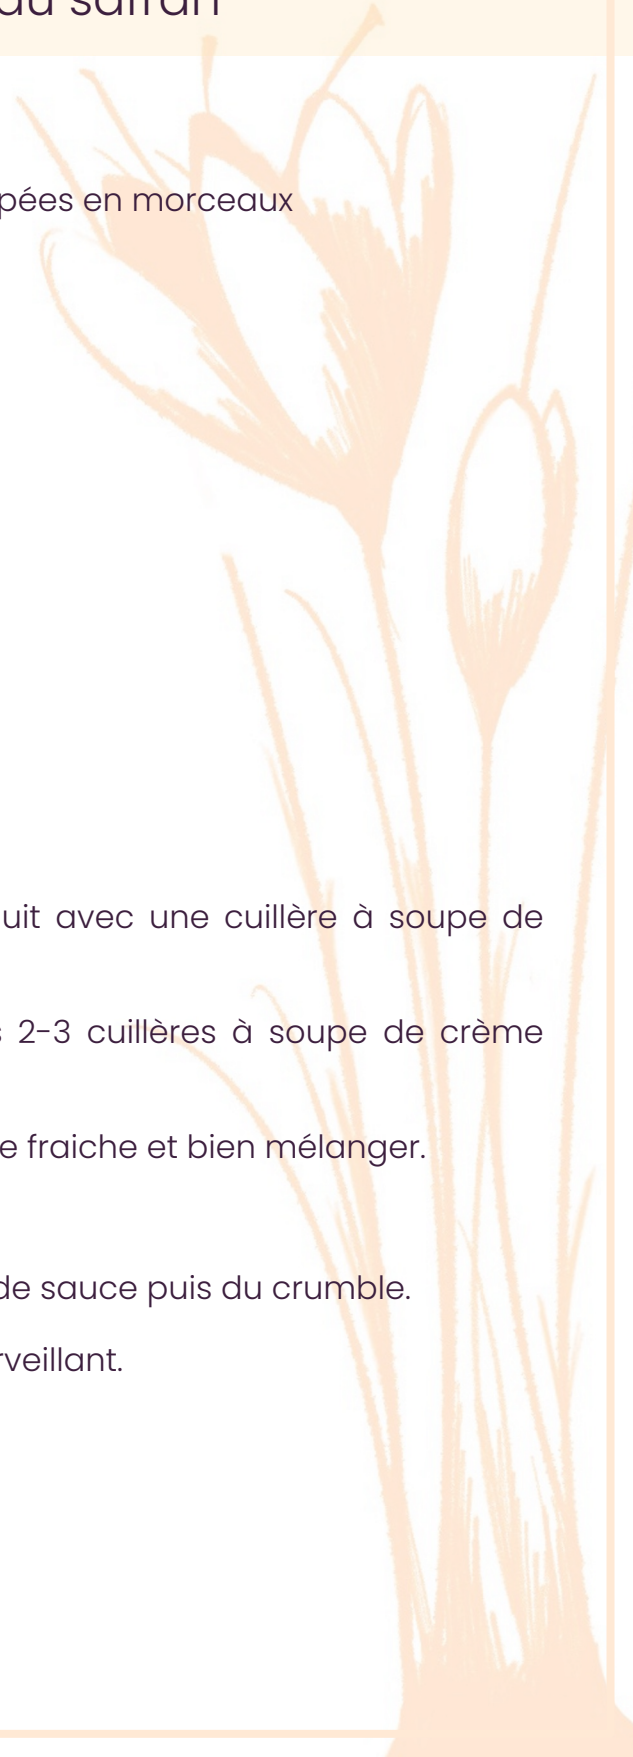 au safran
pées en morceaux
uit avec une cuillère à soupe de
s 2-3 cuillères à soupe de crème
e fraiche et bien mélanger.
de sauce puis du crumble.
rveillant.